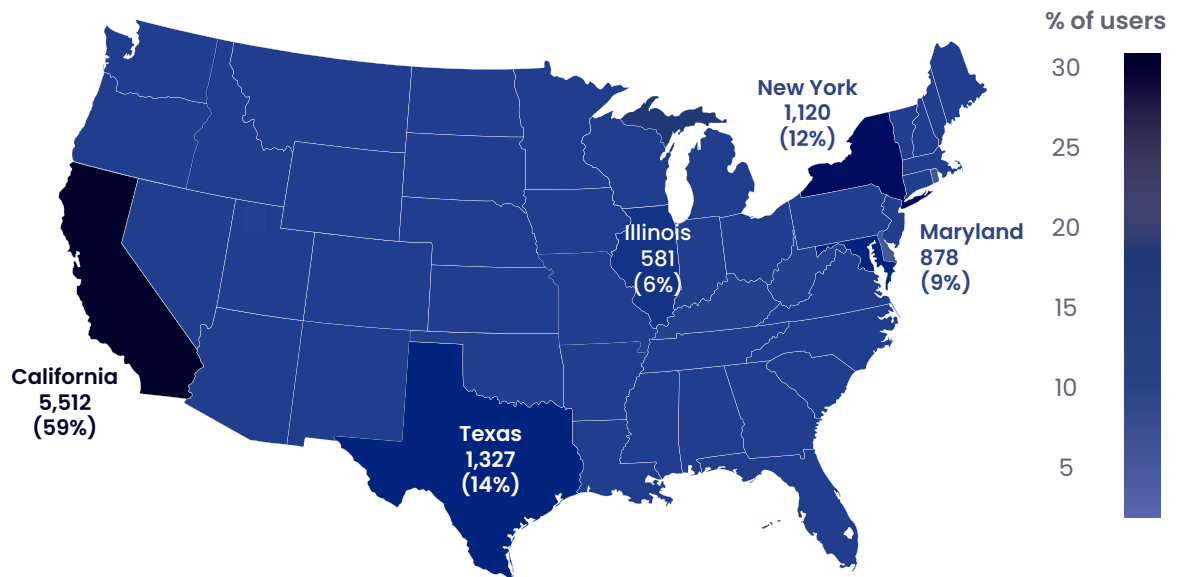 % of users
30
25
20
15
10
5
New York
1,120
(12%)
Illinois
581
(6%)
Maryland
878
(9%)
California
5,512
(59%)
Texas
1,327
(14%)